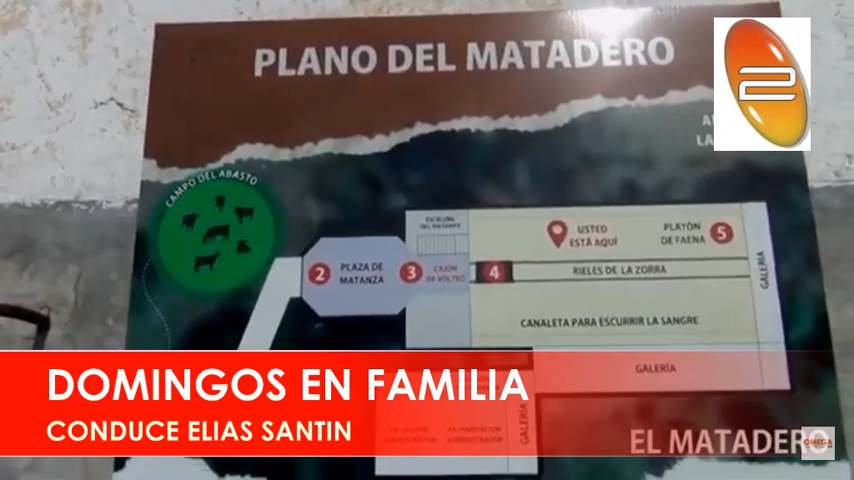 PLANO DEL MATADERO
2
CAMPO DEL ABASTO
ESCALERA
DEL MATARIFE
USTED
ESTÁ AQUÍ
PLAYÓN
DE FAENA
5
2
PLAZA DE
MATANZA
3
CAJÓN
DE VOLTEO
4
RIELES DE LA ZORRA
GALERÍA
CANALETA PARA ESCURRIR LA SANGRE
GALERÍA
DOMINGOS EN FAMILIA
CONDUCE ELIAS SANTIN
GALERÍA
ADMINISTRADOR
EL MATADERO
OMEGA